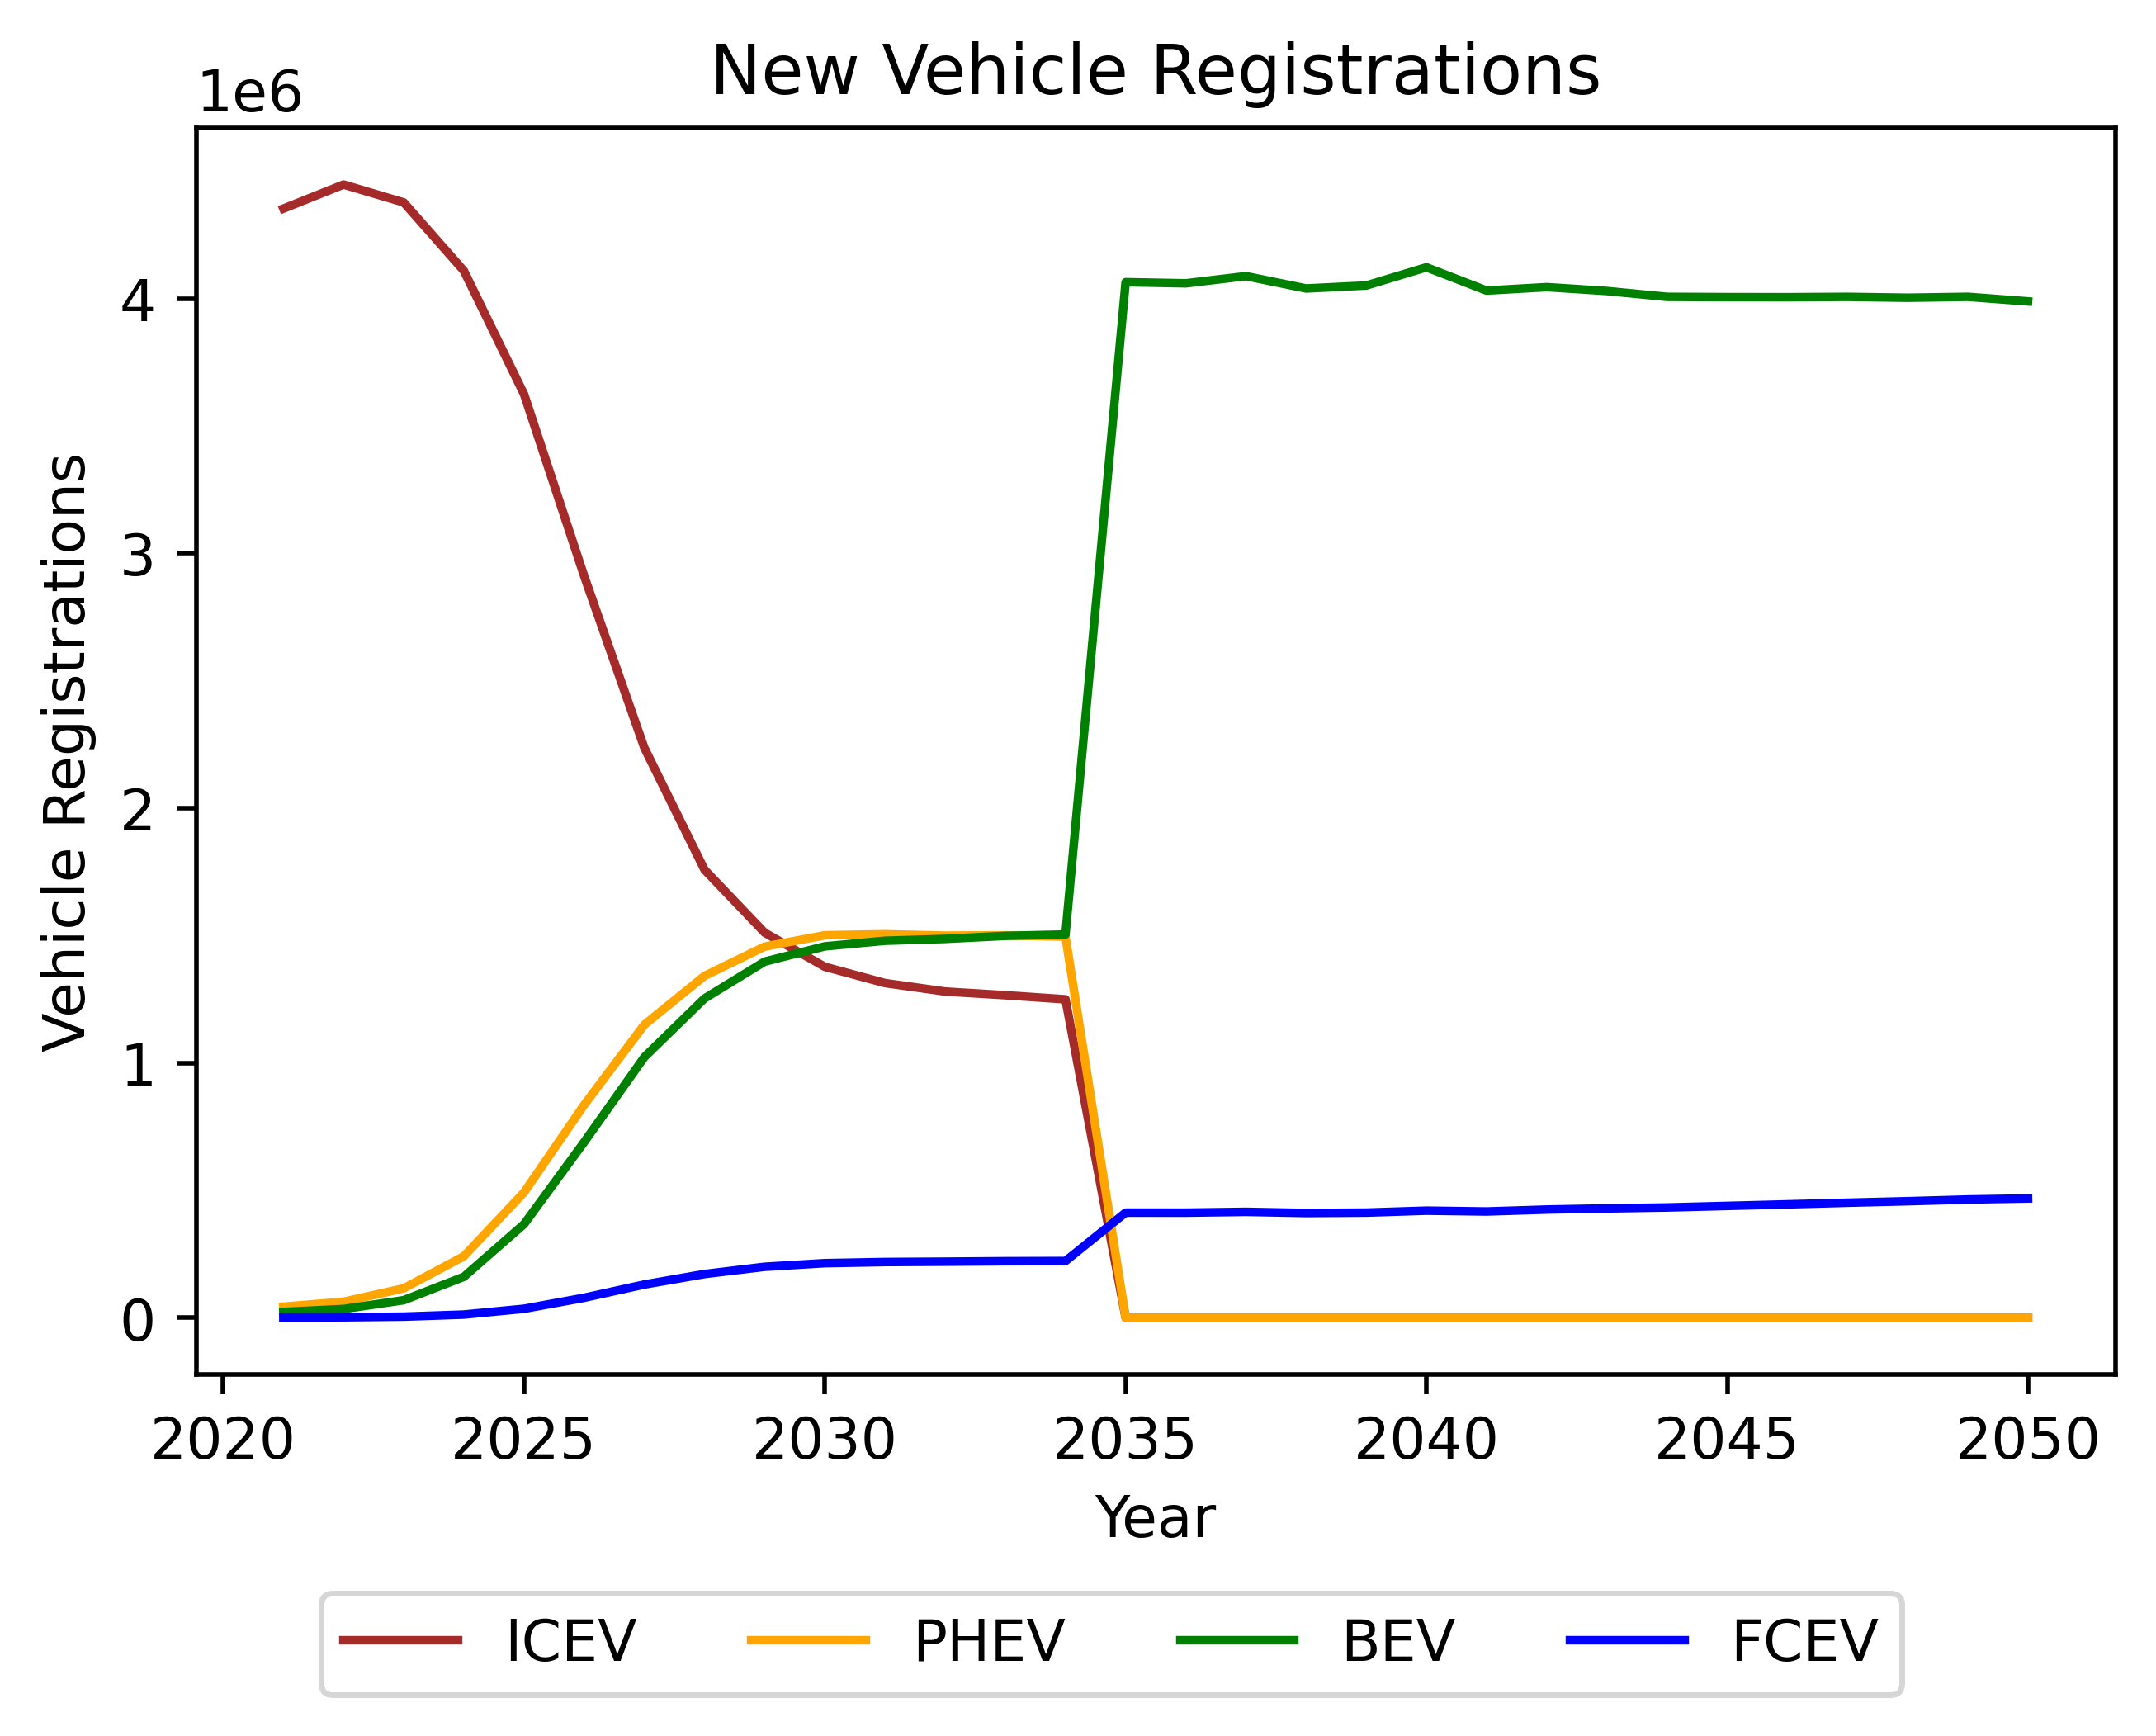 New Vehicle Registrations
1e6
4
3
2
1
0
Vehicle Registrations
2020 2025 2030 2035 2040 2045 2050
Year
ICEV PHEV BEV FCEV